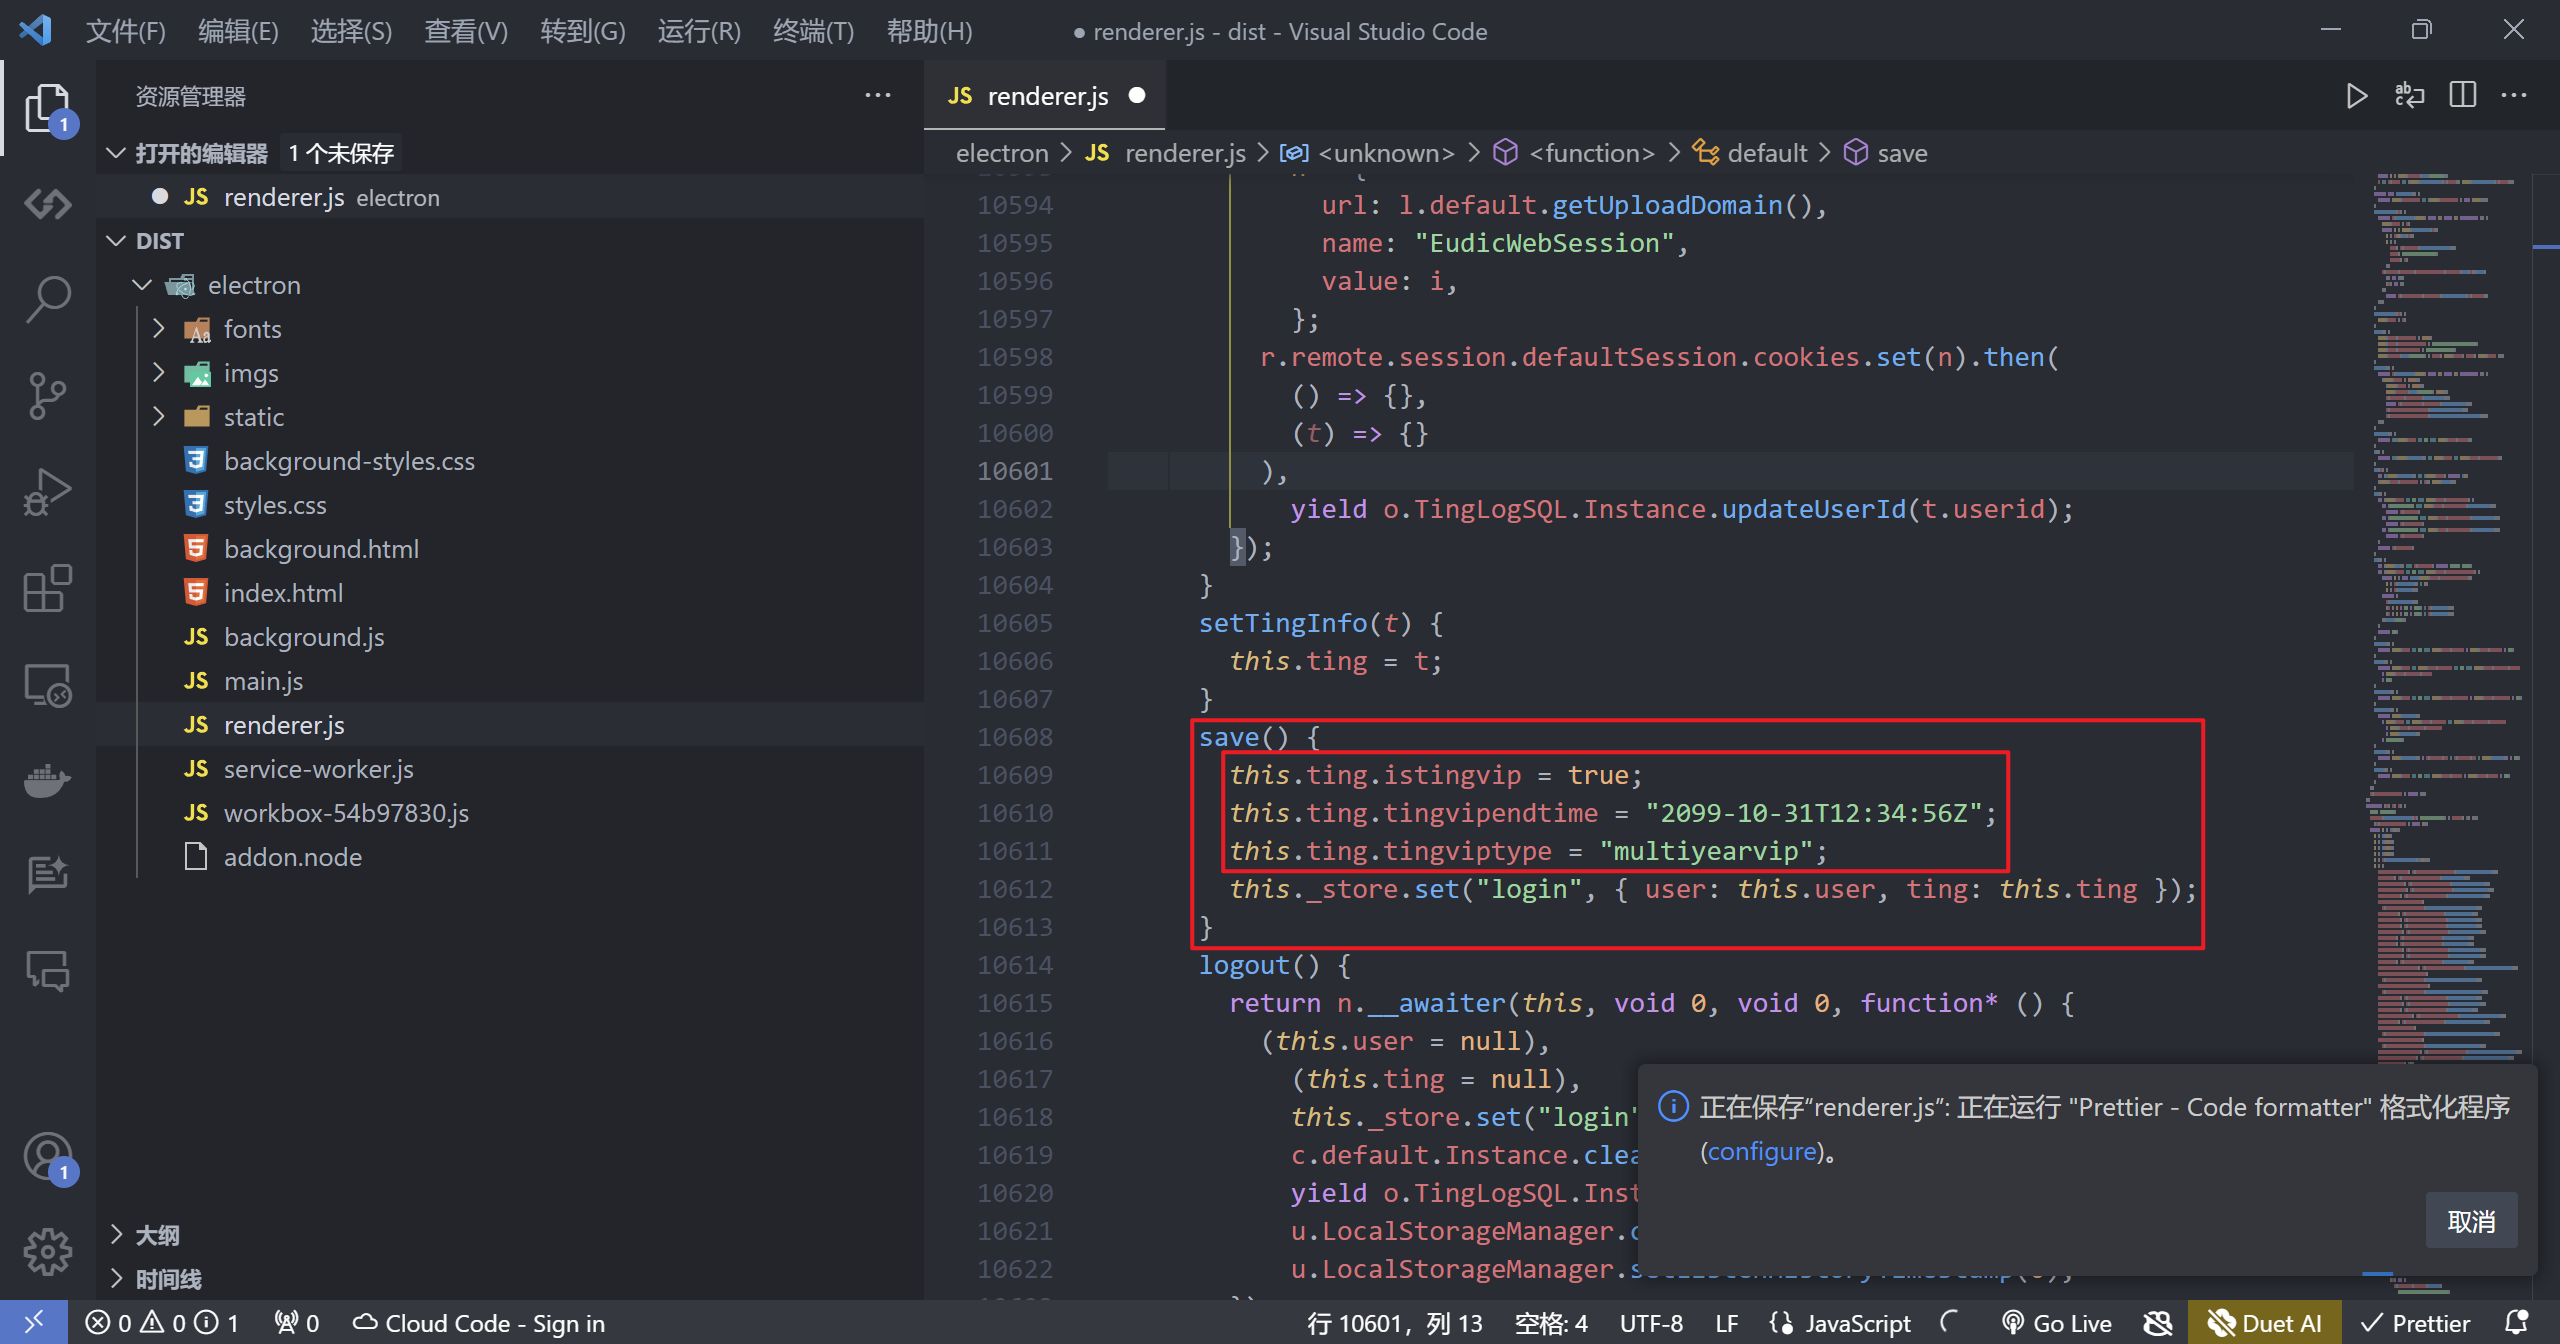 文件(F) 编辑(E) 选择(S) 查看(V) 转到(G) 运行(R) 终端(T) 帮助(H) ● renderer.js - dist - Visual Studio Code
资源管理器
打开的编辑器 1 个未保存
JS renderer.js electron
DIST
electron
fonts
imgs
static
background-styles.css
styles.css
background.html
index.html
JS background.js
JS main.js
JS renderer.js
JS service-worker.js
JS workbox-54b97830.js
addon.node
大纲
时间线
1
1
JS renderer.js
electron > JS renderer.js > <unknown> > <function> > default > save
10594 url: l.default.getUploadDomain(),
10595 name: "EudicWebSession",
10596 value: i,
10597 };
10598 r.remote.session.defaultSession.cookies.set(n).then(
10599 () => {},
10600 (t) => {}
10601 ),
10602 yield o.TingLogSQL.Instance.updateUserId(t.userid);
10603 });
10604 }
10605 setTingInfo(t) {
10606 this.ting = t;
10607 }
10608 save() {
10609 this.ting.istingvip = true;
10610 this.ting.tingvipendtime = "2099-10-31T12:34:56Z";
10611 this.ting.tingviptype = "multiyearvip";
10612 this._store.set("login", { user: this.user, ting: this.ting });
10613 }
10614 logout() {
10615 return n.__awaiter(this, void 0, void 0, function* () {
10616 (this.user = null),
10617 (this.ting = null),
10618 this._store.set("login"
10619 c.default.Instance.clea
10620 yield o.TingLogSQL.Inst
10621 u.LocalStorageManager.
10622 u.LocalStorageManager.
正在保存“renderer.js”: 正在运行 "Prettier - Code formatter" 格式化程序
(configure)。
取消
0 0 1 0 Cloud Code - Sign in 行 10601，列 13 空格: 4 UTF-8 LF JavaScript Go Live Duet AI Prettier